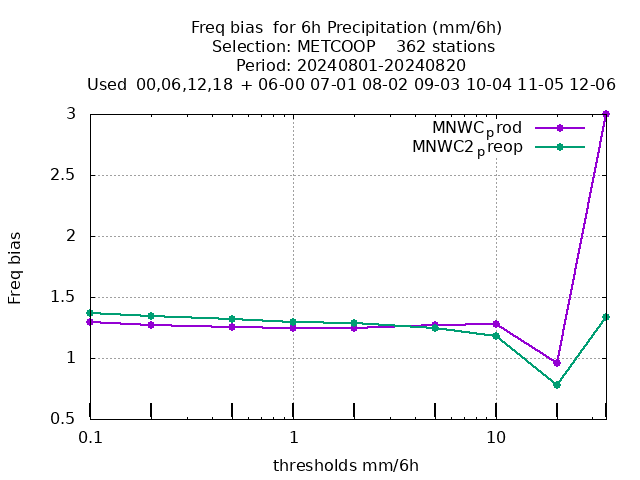 Freq bias  for 6h Precipitation (mm/6h)
Selection: METCOOP    362 stations
Period: 20240801-20240820
Used  00,06,12,18  + 06-00 07-01 08-02 09-03 10-04 11-05 12-06
MNWCprod
MNWC2preop
3
2.5
2
1.5
1
0.5
Freq bias
0.1
1
10
thresholds mm/6h